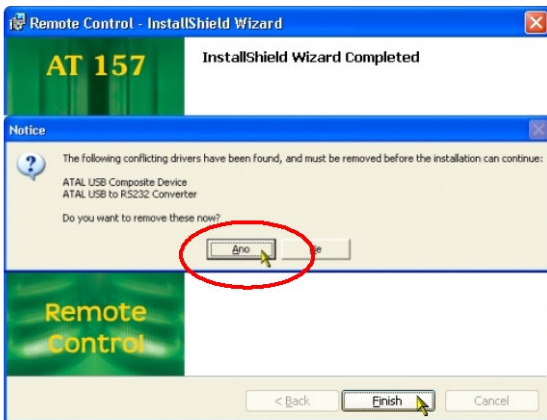 Remote Control - InstallShield Wizard
AT 157
InstallShield Wizard Completed
Notice
The following conflicting drivers have been found, and must be removed before the installation can continue:
ATAL USB Composite Device
ATAL USB to RS232 Converter
Do you want to remove these now?
Ano
Remote
Control
< Back Finish Cancel